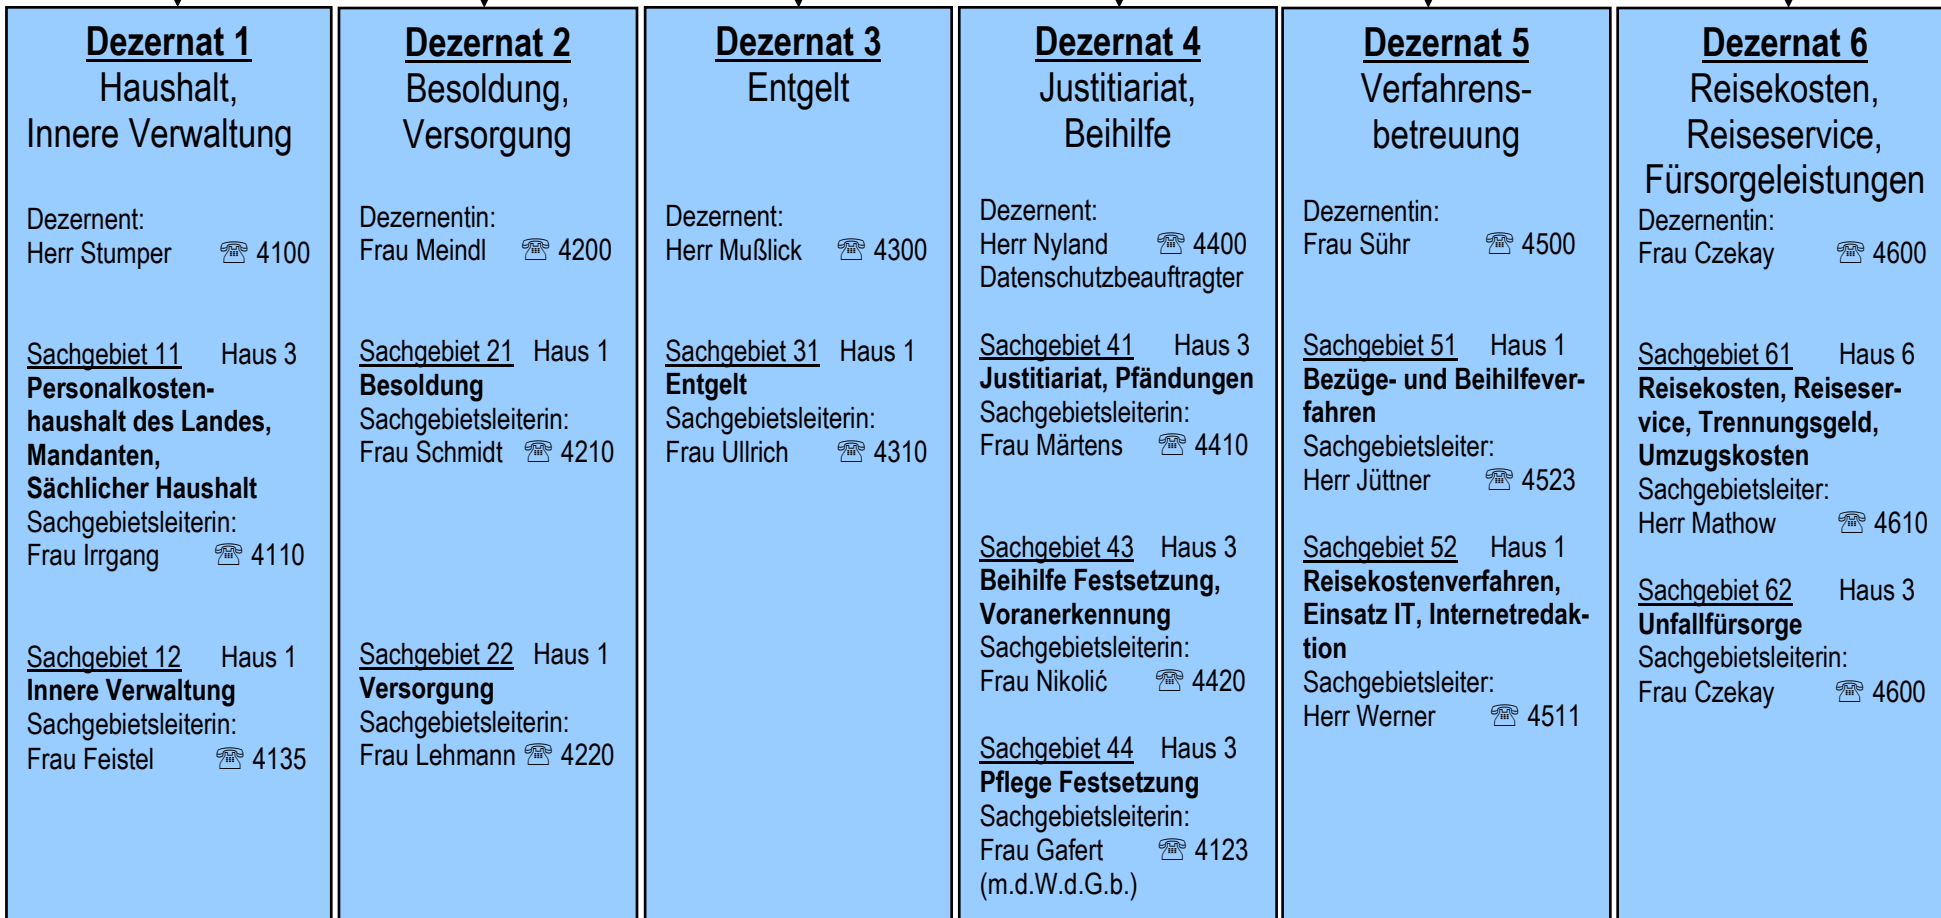 Dezernat 1
Haushalt,
Innere Verwaltung
Dezernent:
Herr Stumper ☏ 4100
Sachgebiet 11 Haus 3
Personalkosten-
haushalt des Landes,
Mandanten,
Sächlicher Haushalt
Sachgebietsleiterin:
Frau Irrgang ☏ 4110
Sachgebiet 12 Haus 1
Innere Verwaltung
Sachgebietsleiterin:
Frau Feistel ☏ 4135
Dezernat 2
Besoldung,
Versorgung
Dezernentin:
Frau Meindl ☏ 4200
Sachgebiet 21 Haus 1
Besoldung
Sachgebietsleiterin:
Frau Schmidt ☏ 4210
Sachgebiet 22 Haus 1
Versorgung
Sachgebietsleiterin:
Frau Lehmann ☏ 4220
Dezernat 3
Entgelt
Dezernent:
Herr Mußlick ☏ 4300
Sachgebiet 31 Haus 1
Entgelt
Sachgebietsleiterin:
Frau Ullrich ☏ 4310
Dezernat 4
Justitiariat,
Beihilfe
Dezernent:
Herr Nyland ☏ 4400
Datenschutzbeauftragter
Sachgebiet 41 Haus 3
Justitiariat, Pfändungen
Sachgebietsleiterin:
Frau Märtens ☏ 4410
Sachgebiet 43 Haus 3
Beihilfe Festsetzung,
Voranerkennung
Sachgebietsleiterin:
Frau Nikolić ☏ 4420
Sachgebiet 44 Haus 3
Pflege Festsetzung
Sachgebietsleiterin:
Frau Gafert ☏ 4123
(m.d.W.d.G.b.)
Dezernat 5
Verfahrens-
betreuung
Dezernentin:
Frau Sühr ☏ 4500
Sachgebiet 51 Haus 1
Bezüge- und Beihilfever-
fahren
Sachgebietsleiter:
Herr Jüttner ☏ 4523
Sachgebiet 52 Haus 1
Reisekostenverfahren,
Einsatz IT, Internetredak-
tion
Sachgebietsleiter:
Herr Werner ☏ 4511
Dezernat 6
Reisekosten,
Reiseservice,
Fürsorgeleistungen
Dezernentin:
Frau Czekay ☏ 4600
Sachgebiet 61 Haus 6
Reisekosten, Reiseser-
vice, Trennungsgeld,
Umzugskosten
Sachgebietsleiter:
Herr Mathow ☏ 4610
Sachgebiet 62 Haus 3
Unfallfürsorge
Sachgebietsleiterin:
Frau Czekay ☏ 4600